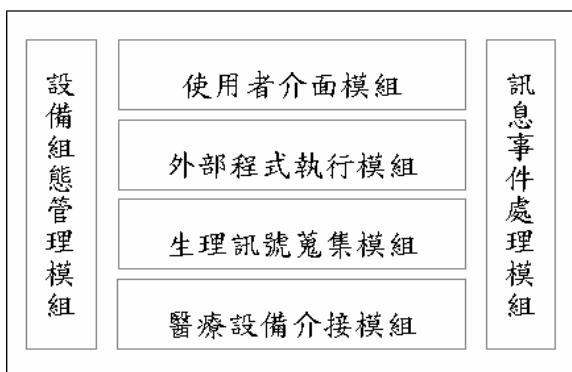 設備組態管理模組
使用者介面模組
外部程式執行模組
生理訊號蒐集模組
醫療設備介接模組
訊息事件處理模組